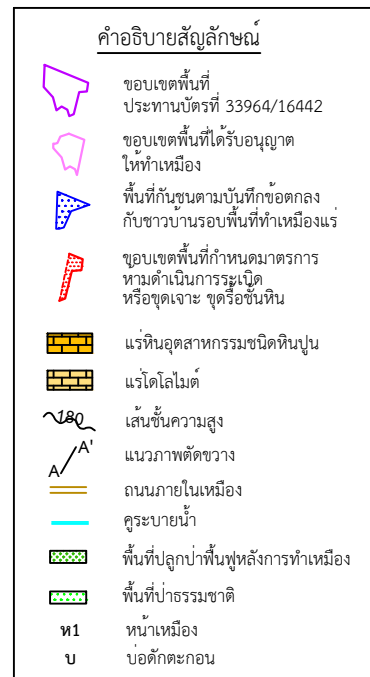 คำอธิบายสัญลักษณ์
ขอบเขตพื้นที่
ประทานบัตรที่ 33964/16442
ขอบเขตพื้นที่ได้รับอนุญาต
ให้ทำเหมือง
พื้นที่กันชนตามบันทึกข้อตกลง
กับชาวบ้านรอบพื้นที่ทำเหมืองแร่
ขอบเขตพื้นที่กำหนดมาตรการ
ห้ามดำเนินการระเบิด
หรือขุดเจาะ ขุดรื้อชั้นหิน
แร่หินอุตสาหกรรมชนิดหินปูน
แร่โดโลไมต์
180 เส้นชั้นความสูง
A A' แนวภาพตัดขวาง
ถนนภายในเหมือง
คูระบายน้ำ
พื้นที่ปลูกป่าฟื้นฟูหลังการทำเหมือง
พื้นที่ป่าธรรมชาติ
ห1 หน้าเหมือง
บ บ่อดักตะกอน